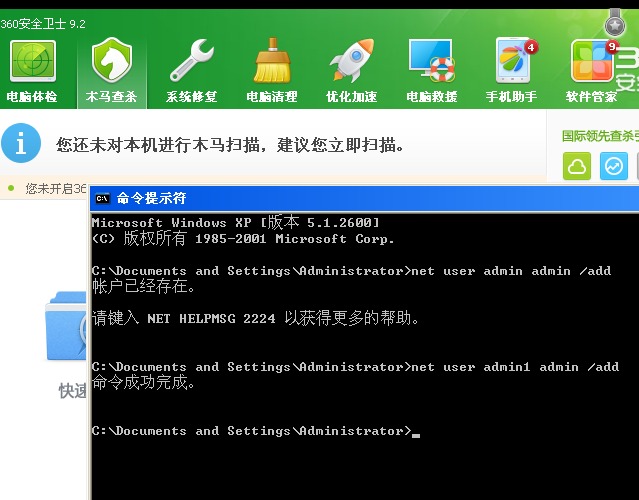 360安全卫士 9.2
4
9
电脑体检 木马查杀 系统修复 电脑清理 优化加速 电脑救援 手机助手 软件管家
您还未对本机进行木马扫描，建议您立即扫描。
国际领先查杀引
您未开启36
命令提示符
Microsoft Windows XP [版本 5.1.2600]
(C) 版权所有 1985-2001 Microsoft Corp.
C:\Documents and Settings\Administrator>net user admin admin /add
帐户已经存在。
请键入 NET HELPMSG 2224 以获得更多的帮助。
C:\Documents and Settings\Administrator>net user admin1 admin /add
命令成功完成。
C:\Documents and Settings\Administrator>
快速